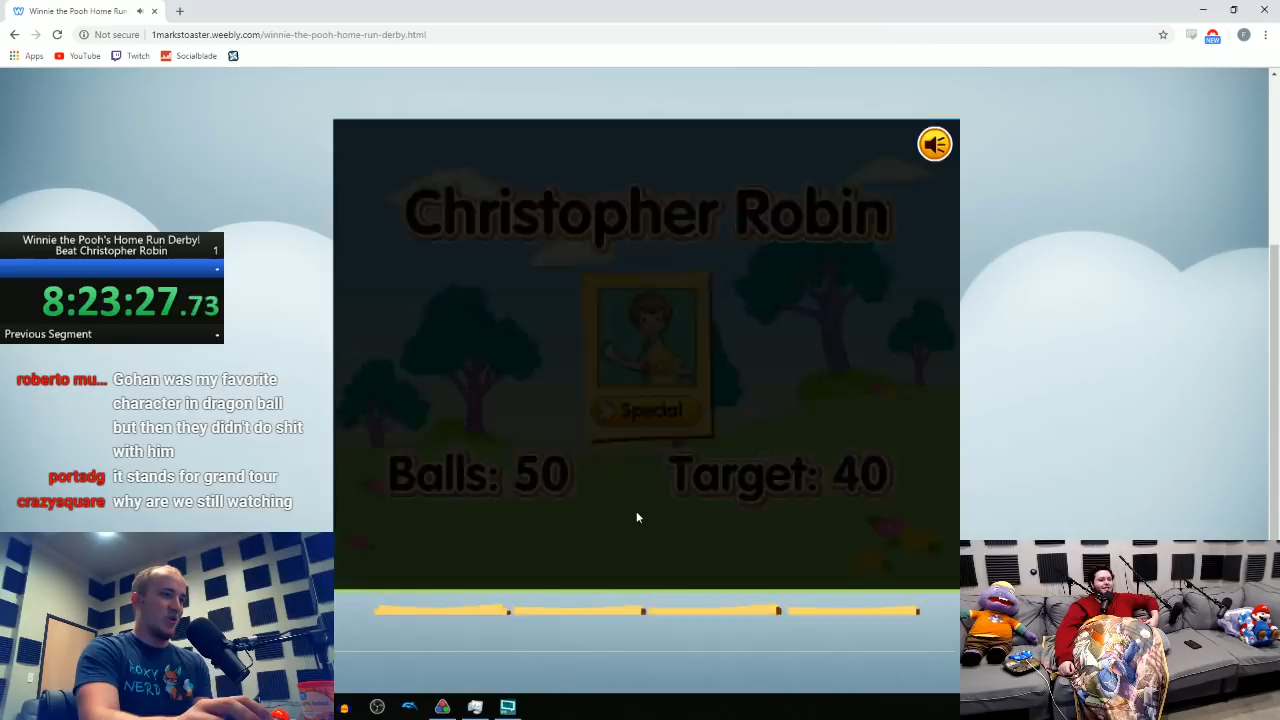 Winnie the Pooh Home Run
Not secure
1markstoaster.weebly.com/winnie-the-pooh-home-run-derby.html
F
NEW
Apps
YouTube
Twitch
Socialblade
Christopher Robin
Special
Balls: 50
Target: 40
Winnie the Pooh's Home Run Derby!
Beat Christopher Robin
1
-
8:23:27.73
Previous Segment
-
roberto mu... Gohan was my favorite
character in dragon ball
but then they didn't do shit
with him
portsdg it stands for grand tour
crazysquare why are we still watching
NERD